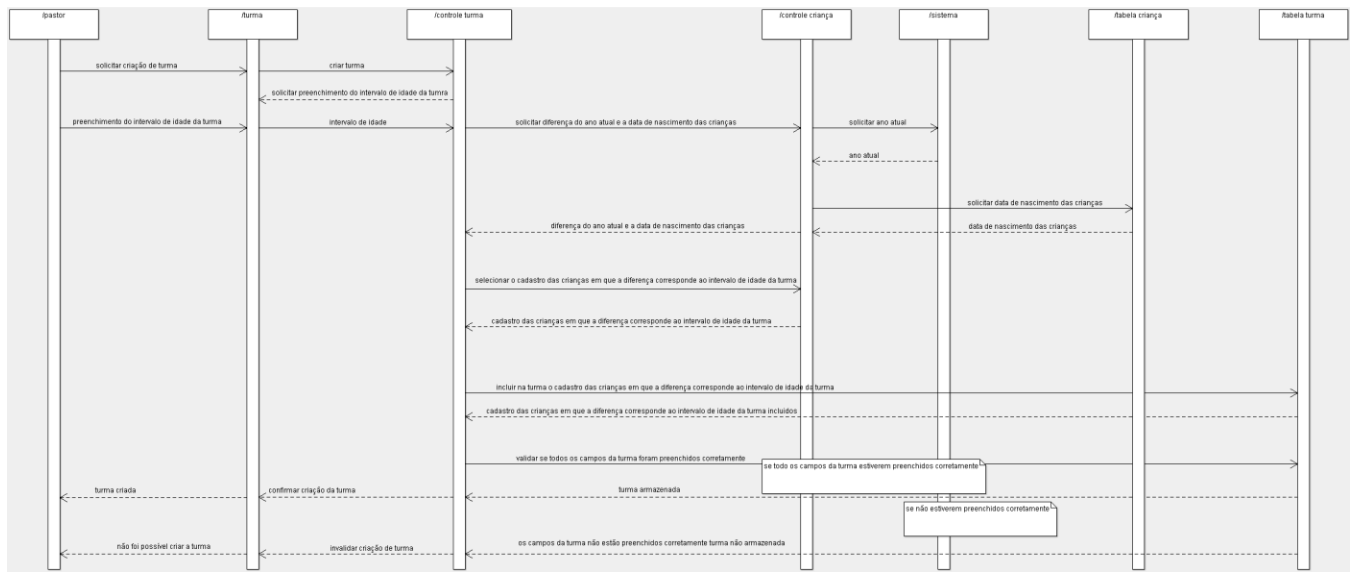 /pastor
/turma
/controle turma
/controle criança
/sistema
/tabela criança
/tabela turma
solicitar criação de turma
criar turma
solicitar preenchimento do intervalo de idade da tumra
preenchimento do intervalo de idade da turma
intervalo de idade
solicitar diferença do ano atual e a data de nascimento das crianças
solicitar ano atual
ano atual
solicitar data de nascimento das crianças
diferença do ano atual e a data de nascimento das crianças
data de nascimento das crianças
selecionar o cadastro das crianças em que a diferença corresponde ao intervalo de idade da turma
cadastro das crianças em que a diferença corresponde ao intervalo de idade da turma
incluir na turma o cadastro das crianças em que a diferença corresponde ao intervalo de idade da turma
cadastro das crianças em que a diferença corresponde ao intervalo de idade da turma incluidos
validar se todos os campos da turma foram preenchidos corretamente
se todo os campos da turma estiverem preenchidos corretamente
turma criada
confirmar criação da turma
turma armazenada
se não estiverem preenchidos corretamente
não foi possível criar a turma
invalidar criação de turma
os campos da turma não estão preenchidos corretamente turma não armazenada